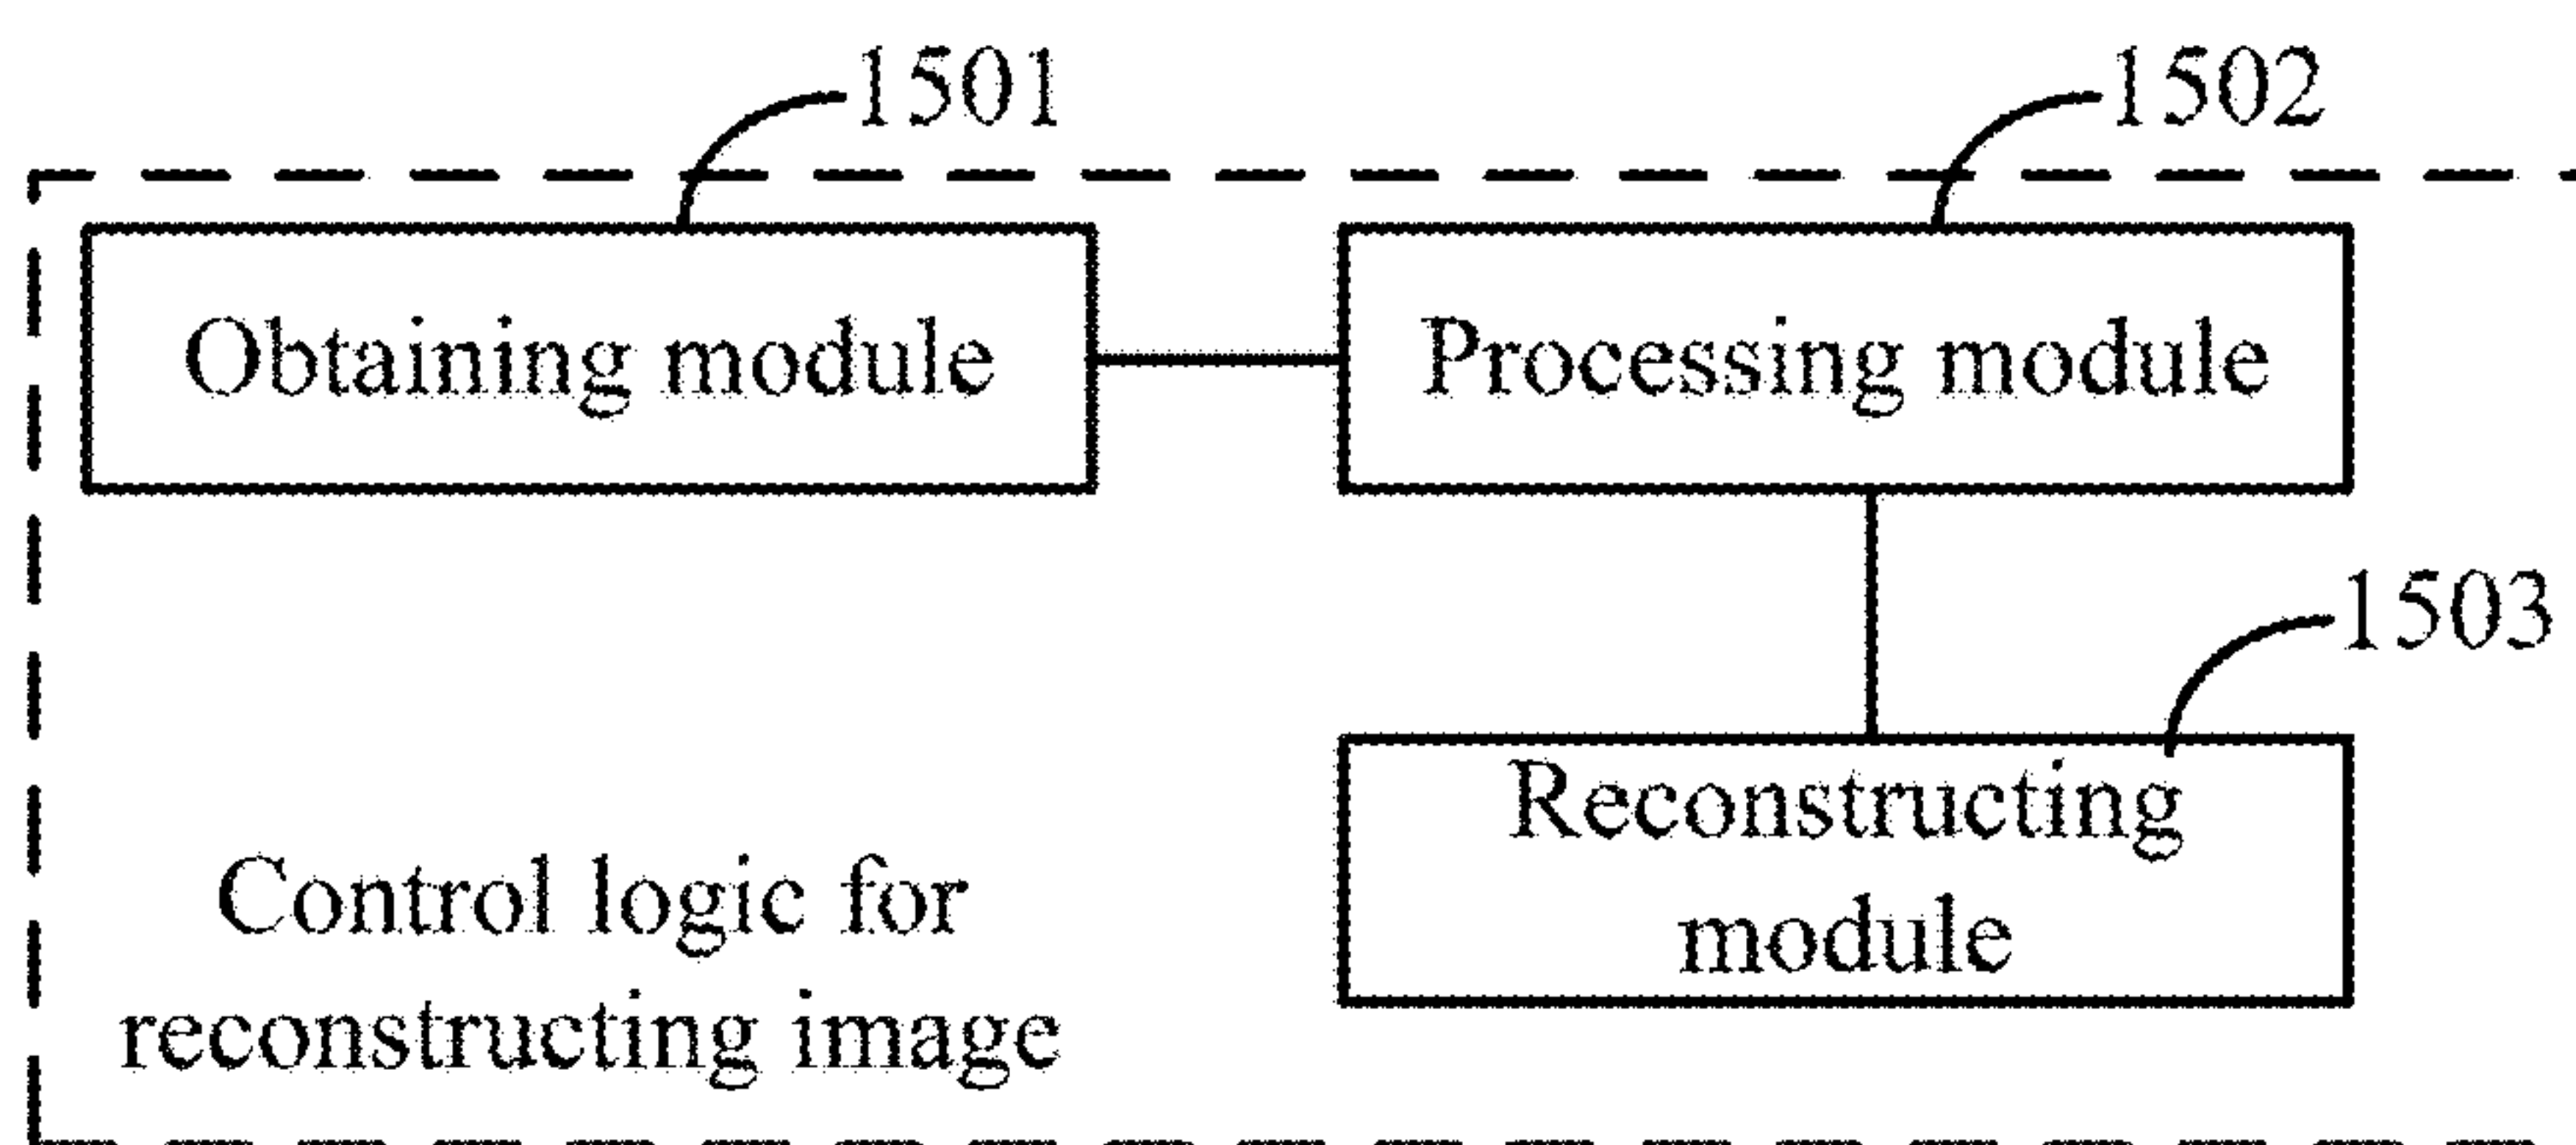 1501
1502
Obtaining module
Processing module
1503
Reconstructing
module
Control logic for
reconstructing image